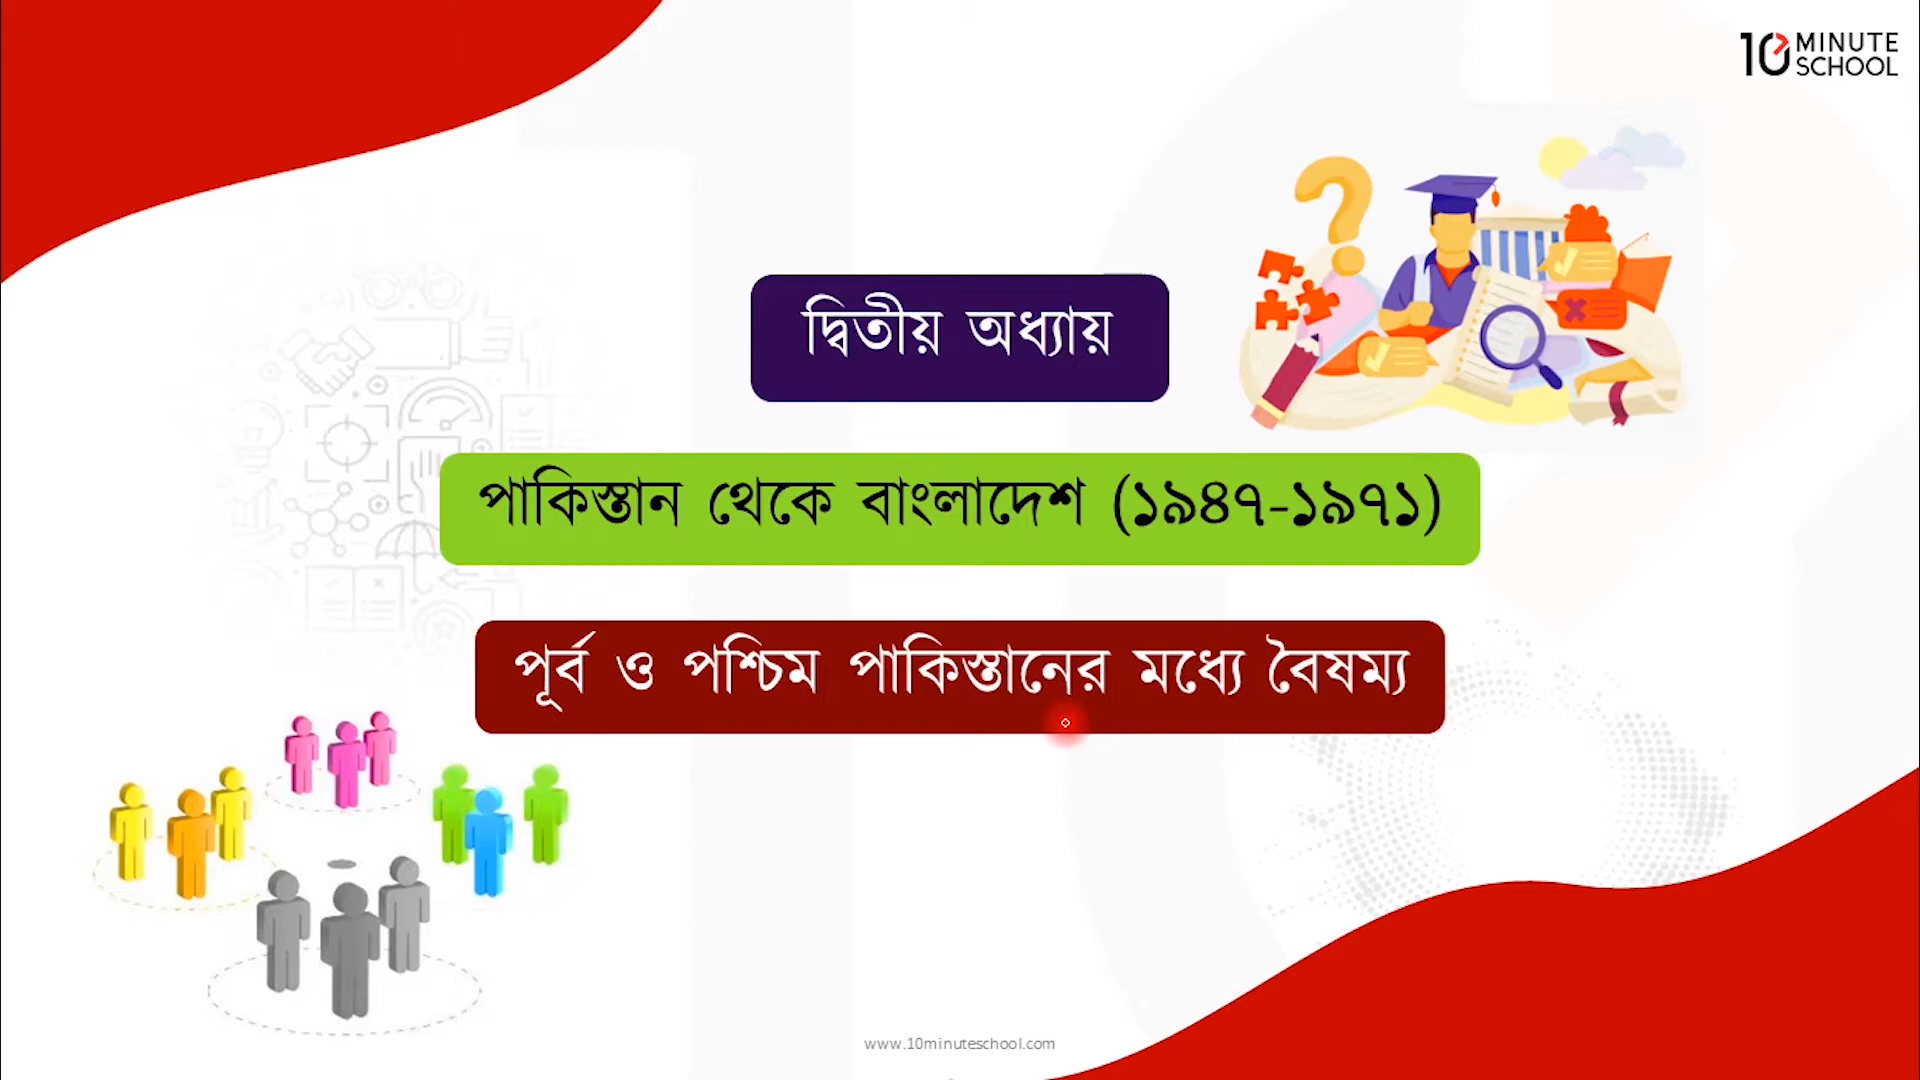 10 MINUTE
SCHOOL
দ্বিতীয় অধ্যায়
পাকিস্তান থেকে বাংলাদেশ (১৯৪৭-১৯৭১)
পূর্ব ও পশ্চিম পাকিস্তানের মধ্যে বৈষম্য
www.10minuteschool.com